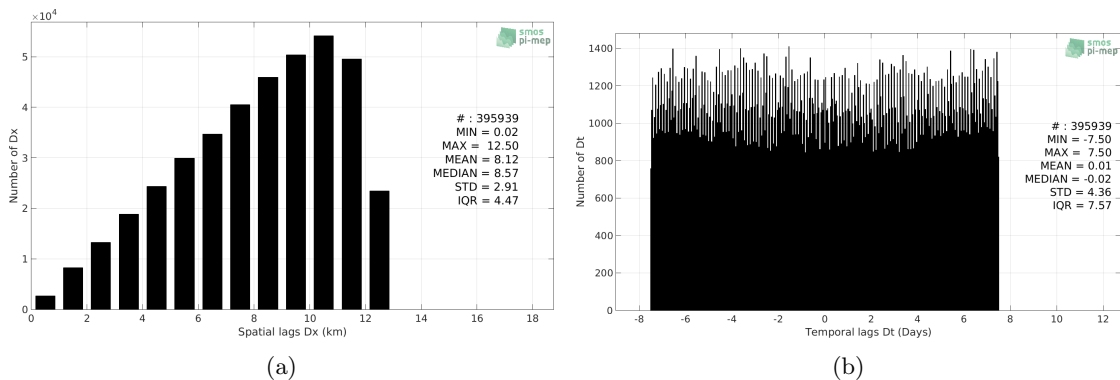 ×10^4
5
4
3
2
1
0
Number of Dx
0 2 4 6 8 10 12 14 16 18
Spatial lags Dx (km)
smos
pi-mep
# : 395939
MIN = 0.02
MAX = 12.50
MEAN = 8.12
MEDIAN = 8.57
STD = 2.91
IQR = 4.47
(a)
1400
1200
1000
800
600
400
200
0
Number of Dt
-8 -6 -4 -2 0 2 4 6 8 10 12
Temporal lags Dt (Days)
smos
pi-mep
# : 395939
MIN = -7.50
MAX = 7.50
MEAN = 0.01
MEDIAN = -0.02
STD = 4.36
IQR = 7.57
(b)